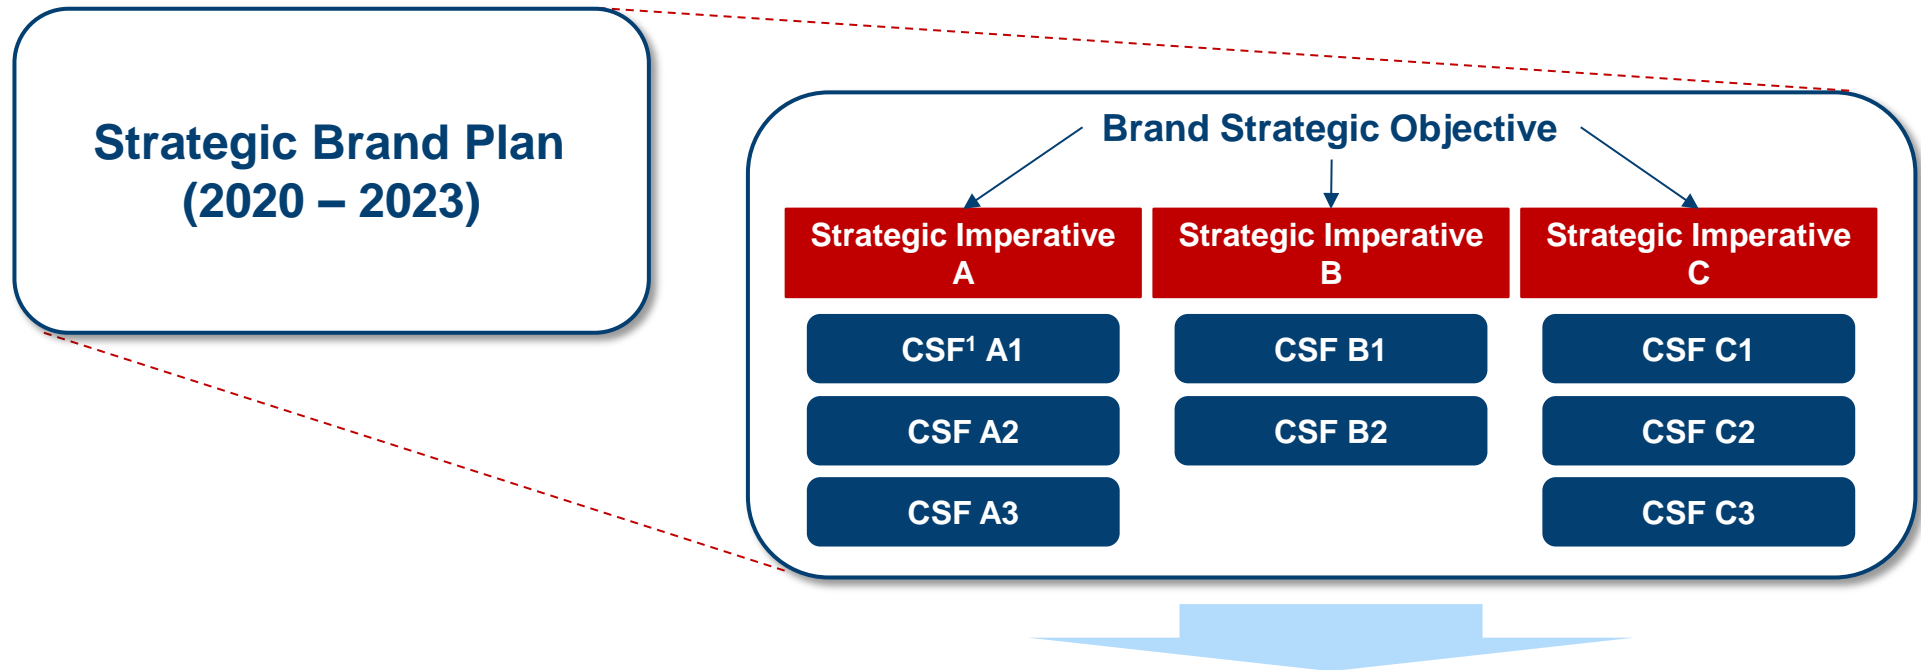 Strategic Brand Plan
(2020 – 2023)
Brand Strategic Objective
Strategic Imperative
A
Strategic Imperative
B
Strategic Imperative
C
CSF¹ A1
CSF B1
CSF C1
CSF A2
CSF B2
CSF C2
CSF A3
CSF C3